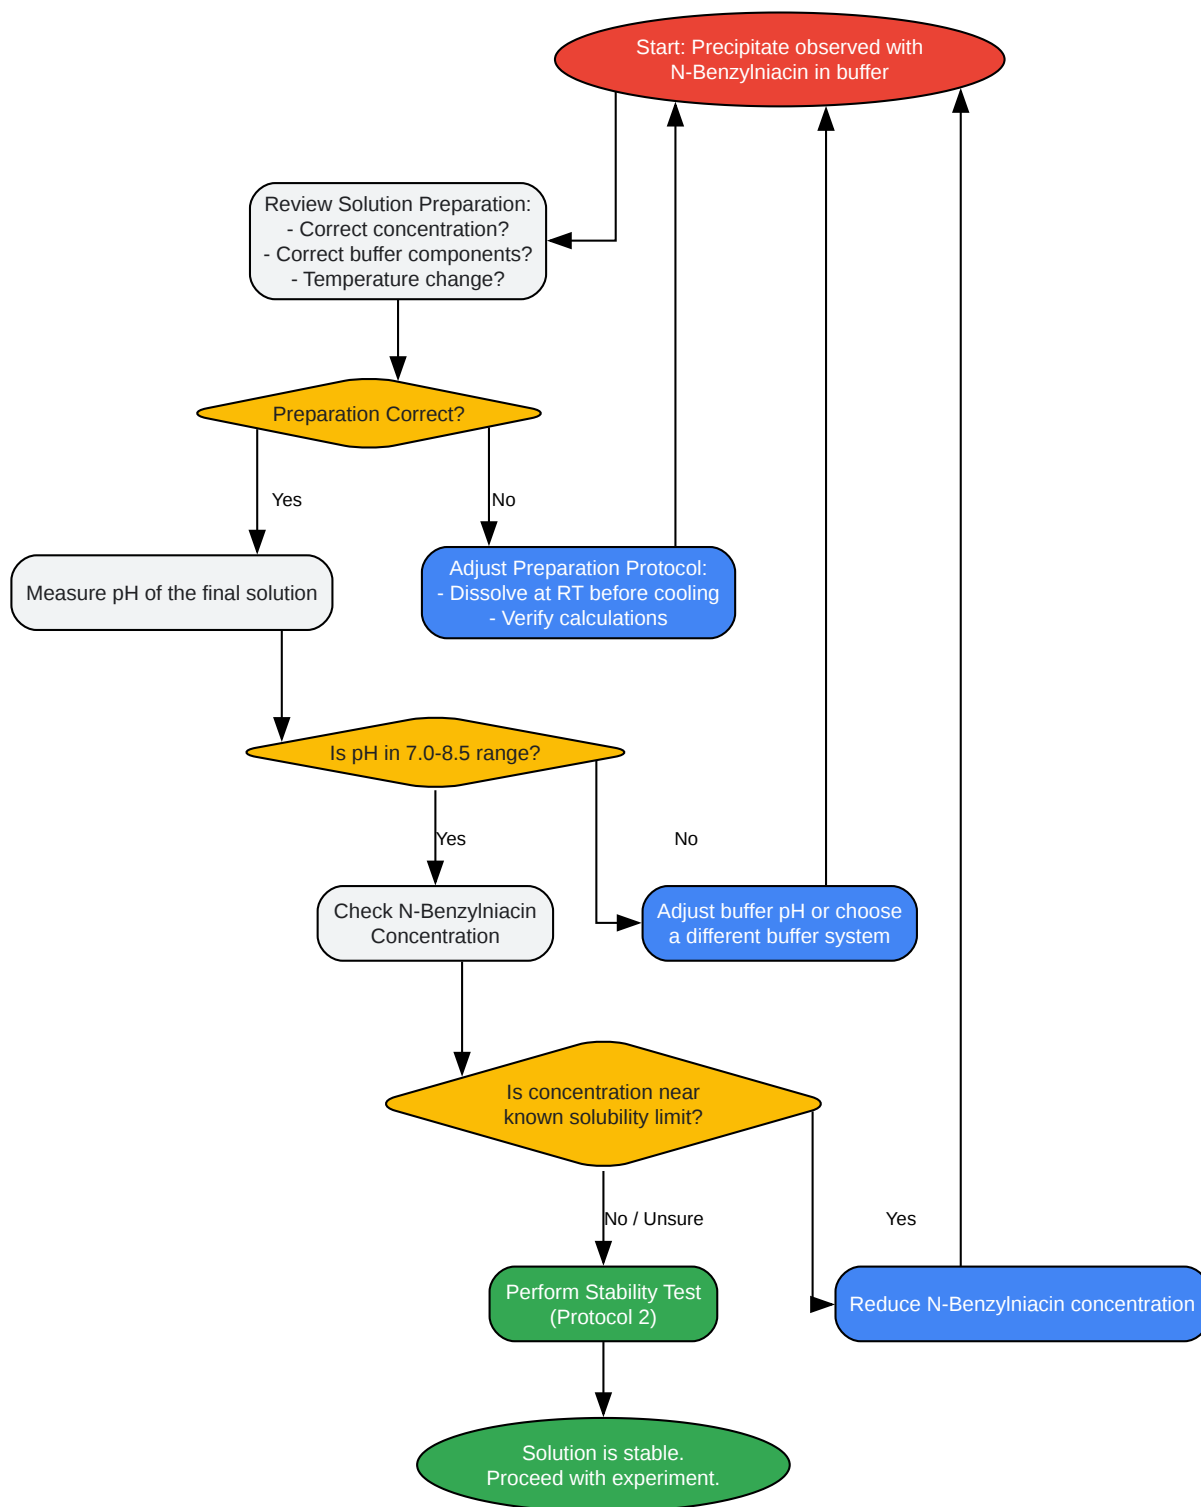 Start: Precipitate observed with
N-Benzylniacin in buffer
Review Solution Preparation:
- Correct concentration?
- Correct buffer components?
- Temperature change?
Preparation Correct?
Yes
No
Measure pH of the final solution
Adjust Preparation Protocol:
- Dissolve at RT before cooling
- Verify calculations
Is pH in 7.0-8.5 range?
Yes
No
Check N-Benzylniacin
Concentration
Adjust buffer pH or choose
a different buffer system
Is concentration near
known solubility limit?
No / Unsure
Yes
Perform Stability Test
(Protocol 2)
Reduce N-Benzylniacin concentration
Solution is stable.
Proceed with experiment.